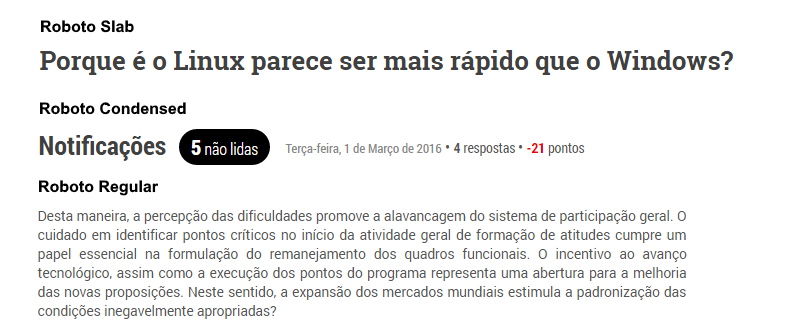 Roboto Slab
Porque é o Linux parece ser mais rápido que o Windows?
Roboto Condensed
Notificações 5 não lidas Terça-feira, 1 de Março de 2016 • 4 respostas • -21 pontos
Roboto Regular
Desta maneira, a percepção das dificuldades promove a alavancagem do sistema de participação geral. O
cuidado em identificar pontos críticos no início da atividade geral de formação de atitudes cumpre um
papel essencial na formulação do remanejamento dos quadros funcionais. O incentivo ao avanço
tecnológico, assim como a execução dos pontos do programa representa uma abertura para a melhoria
das novas proposições. Neste sentido, a expansão dos mercados mundiais estimula a padronização das
condições inegavelmente apropriadas?